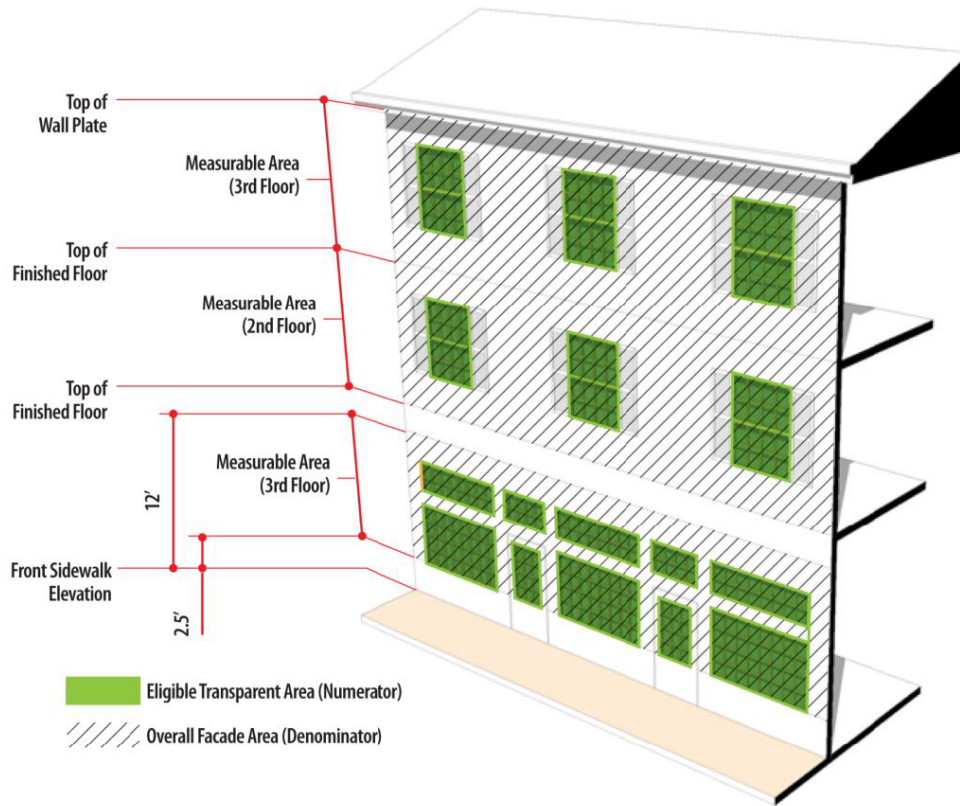 Top of
Wall Plate
Measurable Area
(3rd Floor)
Top of
Finished Floor
Measurable Area
(2nd Floor)
Top of
Finished Floor
Measurable Area
(3rd Floor)
12'
Front Sidewalk
Elevation
2.5'
Eligible Transparent Area (Numerator)
Overall Facade Area (Denominator)